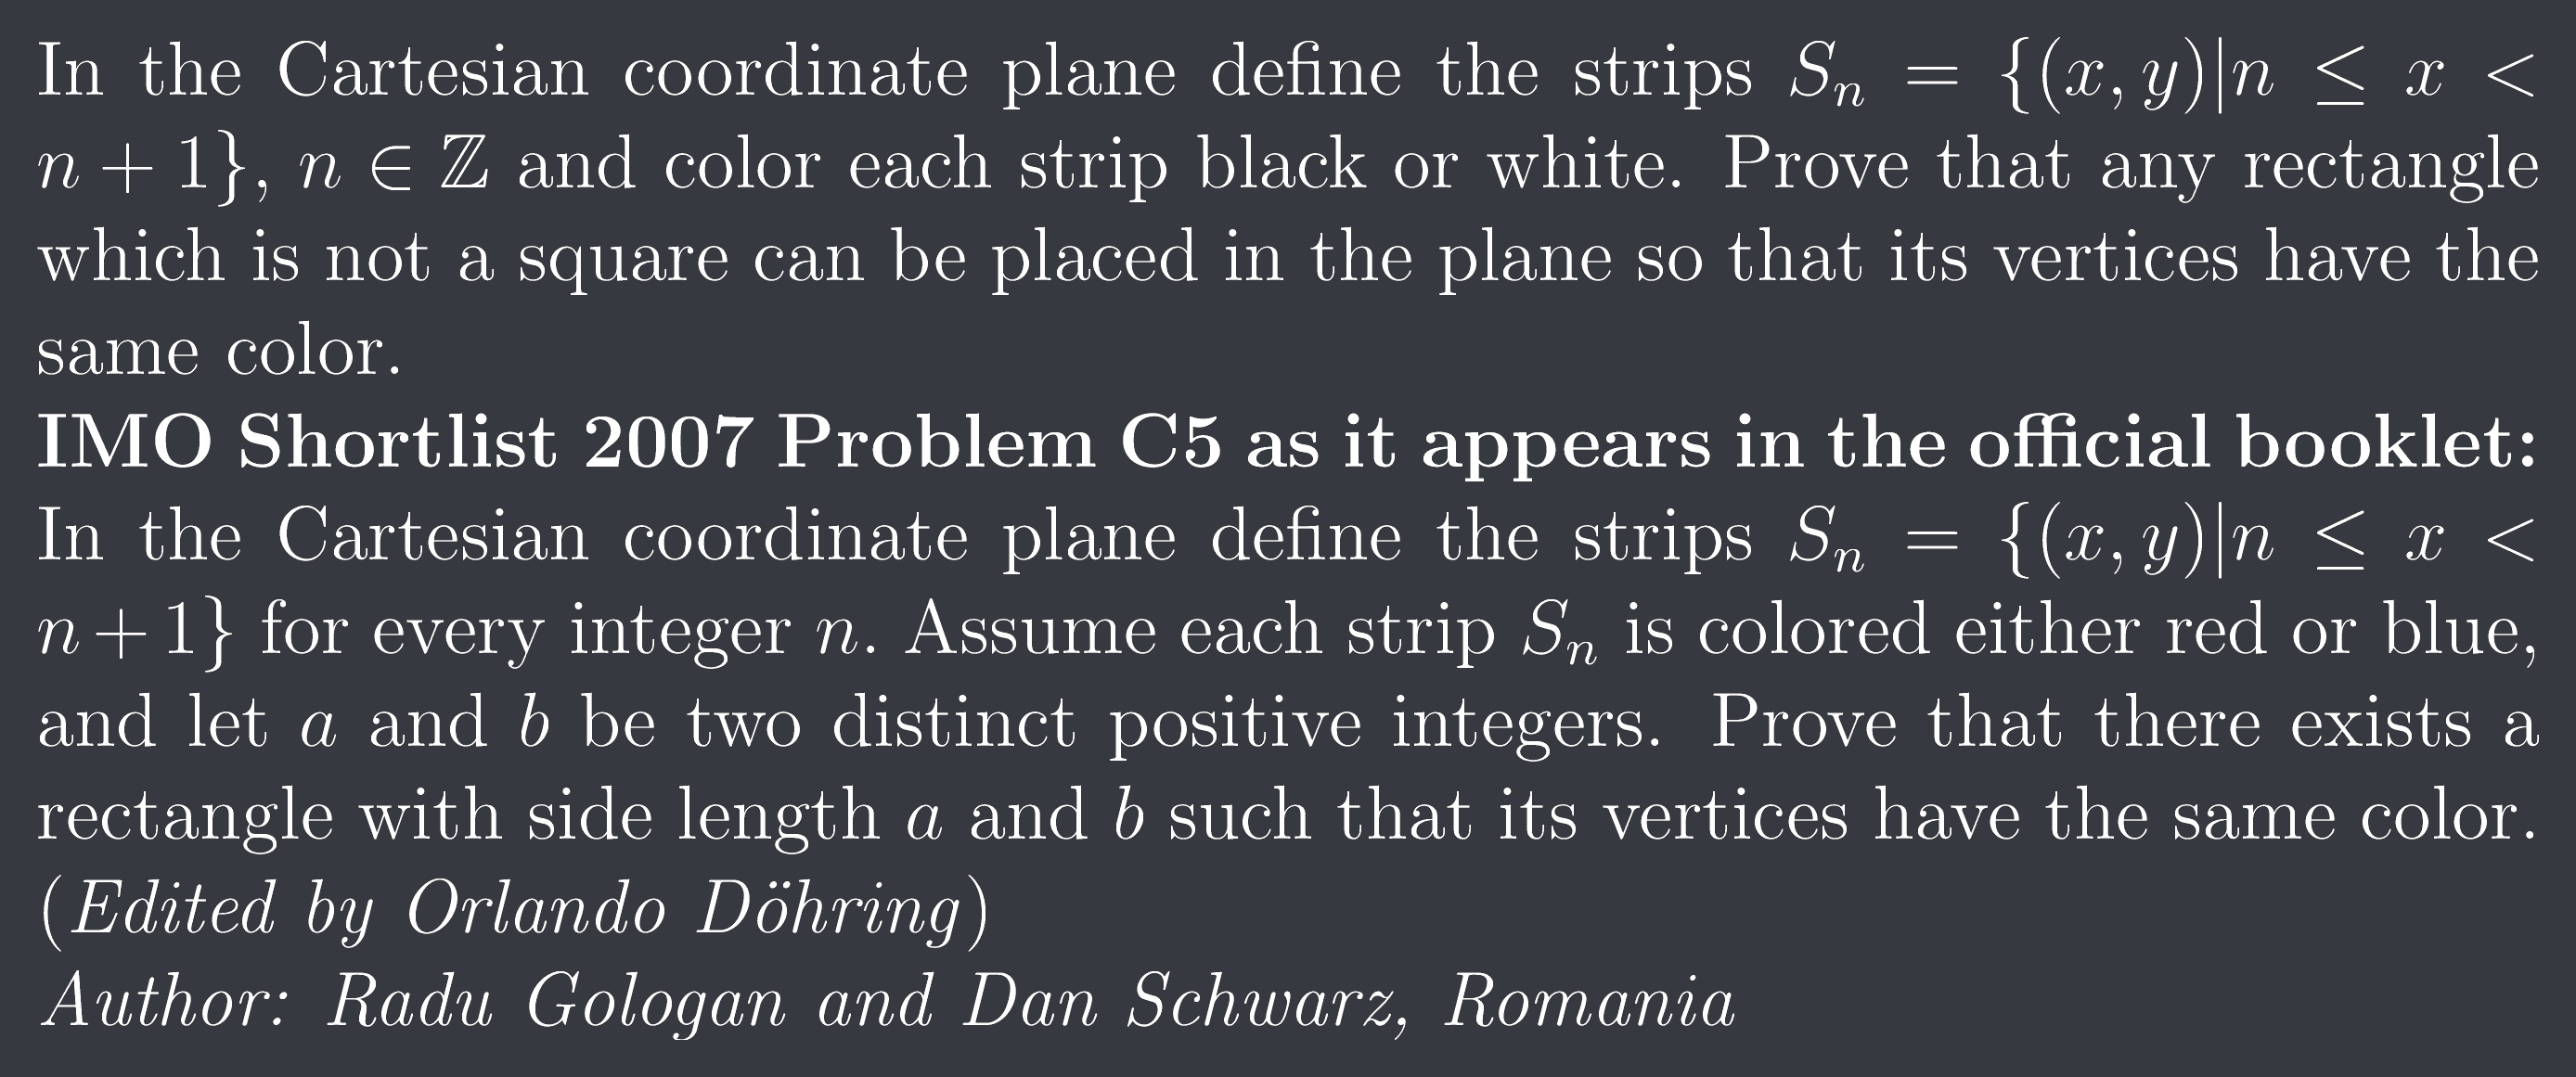 In the Cartesian coordinate plane define the strips $S_n = \{(x, y)|n \leq x <$
$n + 1\}$, $n \in \mathbb{Z}$ and color each strip black or white. Prove that any rectangle
which is not a square can be placed in the plane so that its vertices have the
same color.
IMO Shortlist 2007 Problem C5 as it appears in the official booklet:
In the Cartesian coordinate plane define the strips $S_n = \{(x, y)|n \leq x <$
$n + 1\}$ for every integer $n$. Assume each strip $S_n$ is colored either red or blue,
and let $a$ and $b$ be two distinct positive integers. Prove that there exists a
rectangle with side length $a$ and $b$ such that its vertices have the same color.
(Edited by Orlando Döhring)
Author: Radu Gologan and Dan Schwarz, Romania